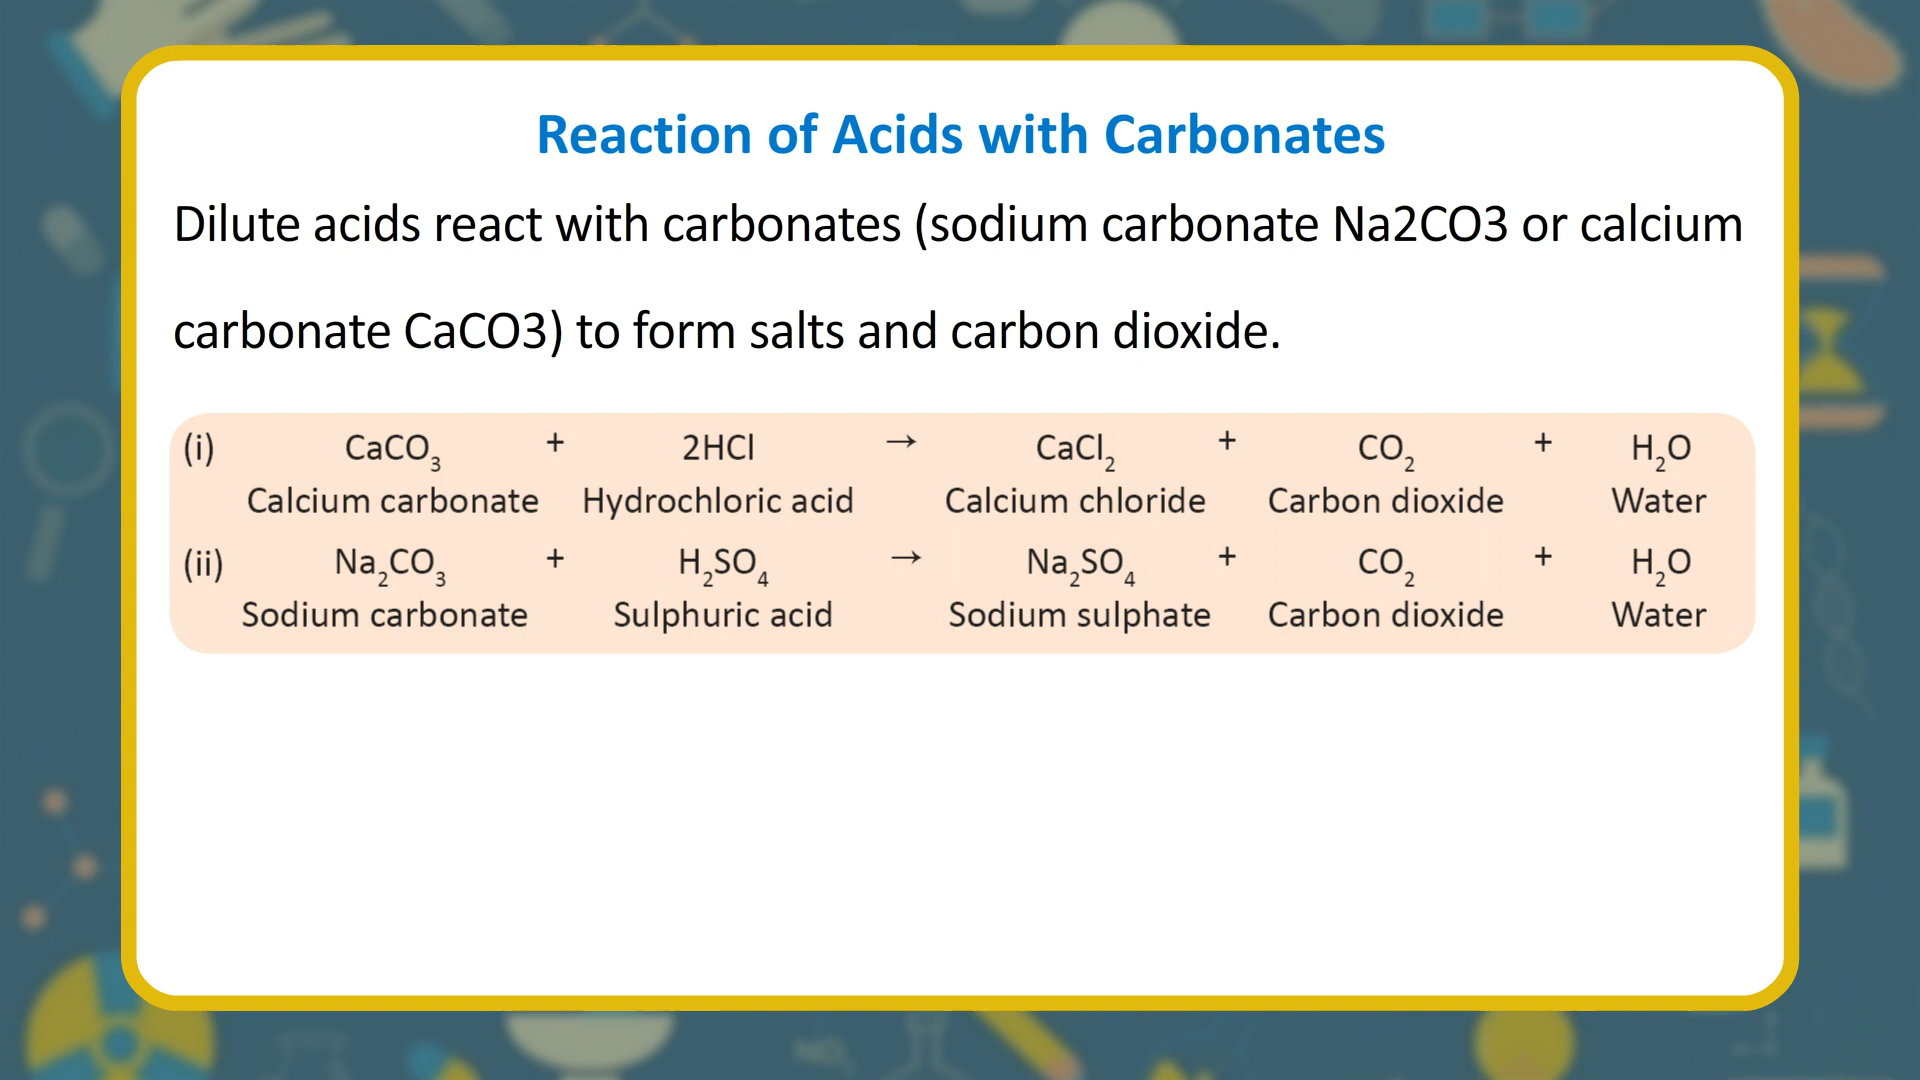 Reaction of Acids with Carbonates
Dilute acids react with carbonates (sodium carbonate Na2CO3 or calcium
carbonate CaCO3) to form salts and carbon dioxide.
(i) CaCO₃ + 2HCl → CaCl₂ + CO₂ + H₂O
Calcium carbonate Hydrochloric acid Calcium chloride Carbon dioxide Water
(ii) Na₂CO₃ + H₂SO₄ → Na₂SO₄ + CO₂ + H₂O
Sodium carbonate Sulphuric acid Sodium sulphate Carbon dioxide Water